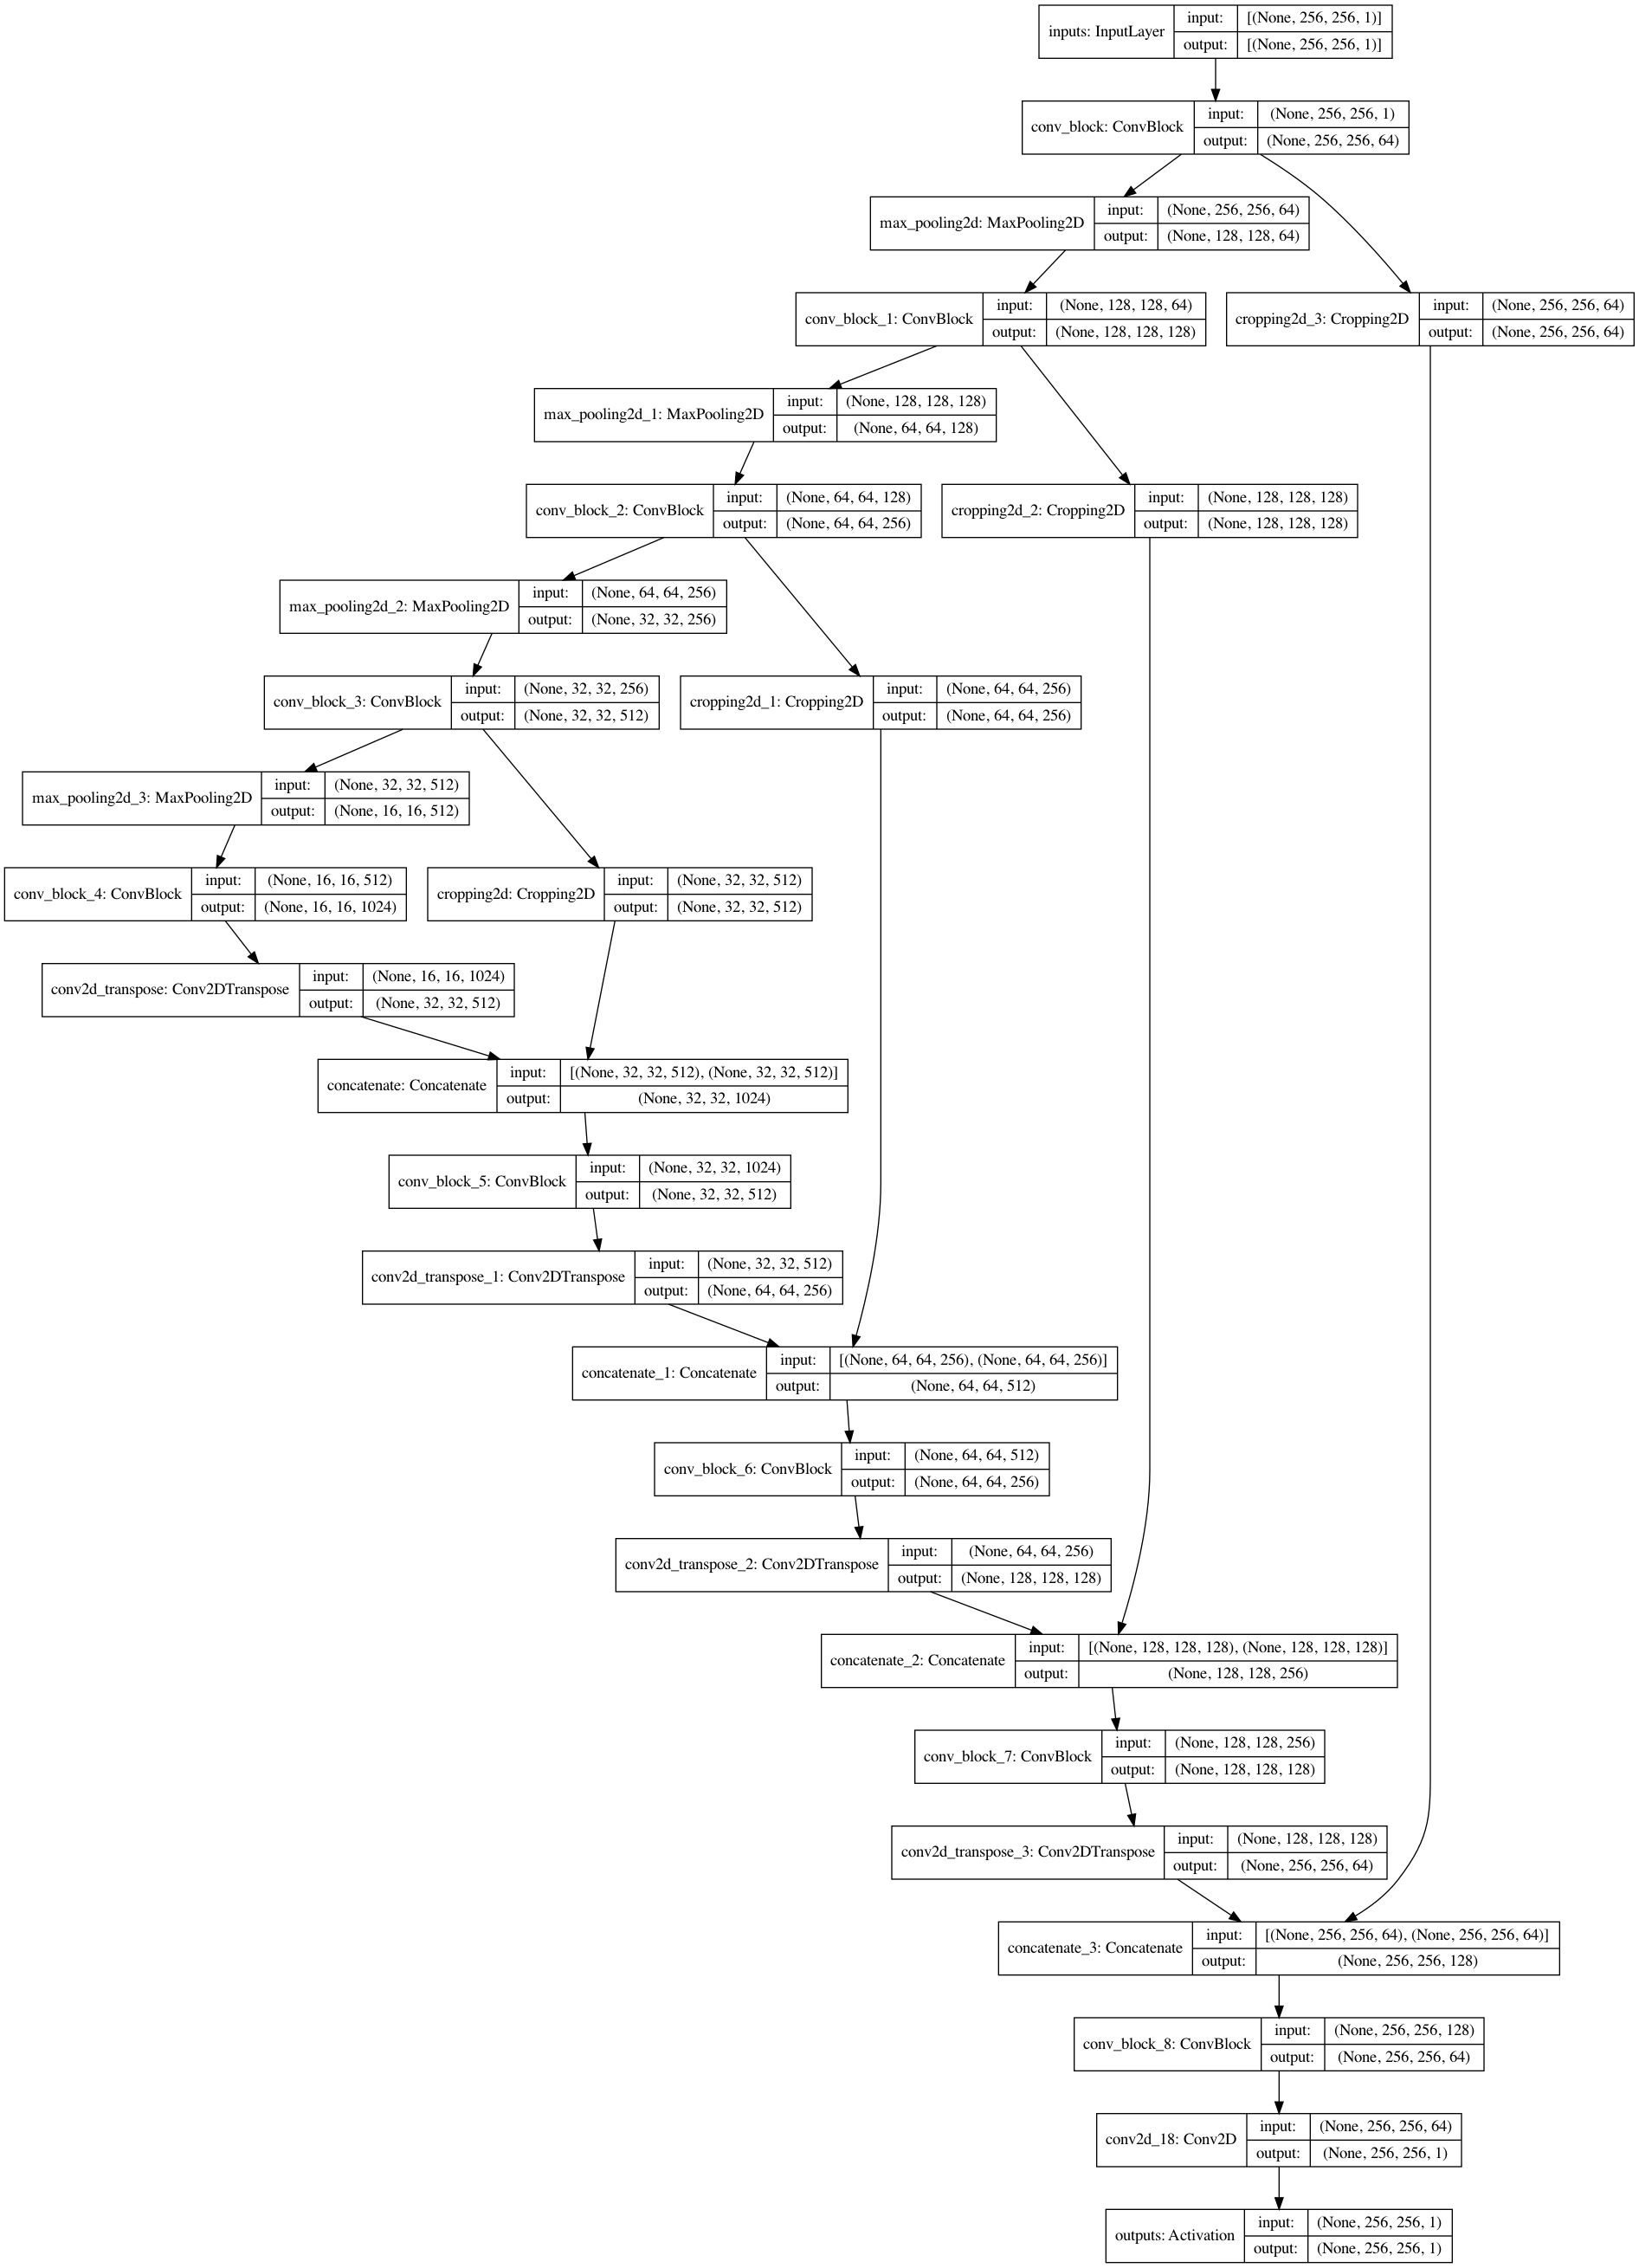 inputs: InputLayer
input: [(None, 256, 256, 1)]
output: [(None, 256, 256, 1)]
conv_block: ConvBlock
input: (None, 256, 256, 1)
output: (None, 256, 256, 64)
max_pooling2d: MaxPooling2D
input: (None, 256, 256, 64)
output: (None, 128, 128, 64)
conv_block_1: ConvBlock
input: (None, 128, 128, 64)
output: (None, 128, 128, 128)
cropping2d_3: Cropping2D
input: (None, 256, 256, 64)
output: (None, 256, 256, 64)
max_pooling2d_1: MaxPooling2D
input: (None, 128, 128, 128)
output: (None, 64, 64, 128)
conv_block_2: ConvBlock
input: (None, 64, 64, 128)
output: (None, 64, 64, 256)
cropping2d_2: Cropping2D
input: (None, 128, 128, 128)
output: (None, 128, 128, 128)
max_pooling2d_2: MaxPooling2D
input: (None, 64, 64, 256)
output: (None, 32, 32, 256)
conv_block_3: ConvBlock
input: (None, 32, 32, 256)
output: (None, 32, 32, 512)
cropping2d_1: Cropping2D
input: (None, 64, 64, 256)
output: (None, 64, 64, 256)
max_pooling2d_3: MaxPooling2D
input: (None, 32, 32, 512)
output: (None, 16, 16, 512)
conv_block_4: ConvBlock
input: (None, 16, 16, 512)
output: (None, 16, 16, 1024)
cropping2d: Cropping2D
input: (None, 32, 32, 512)
output: (None, 32, 32, 512)
conv2d_transpose: Conv2DTranspose
input: (None, 16, 16, 1024)
output: (None, 32, 32, 512)
concatenate: Concatenate
input: [(None, 32, 32, 512), (None, 32, 32, 512)]
output: (None, 32, 32, 1024)
conv_block_5: ConvBlock
input: (None, 32, 32, 1024)
output: (None, 32, 32, 512)
conv2d_transpose_1: Conv2DTranspose
input: (None, 32, 32, 512)
output: (None, 64, 64, 256)
concatenate_1: Concatenate
input: [(None, 64, 64, 256), (None, 64, 64, 256)]
output: (None, 64, 64, 512)
conv_block_6: ConvBlock
input: (None, 64, 64, 512)
output: (None, 64, 64, 256)
conv2d_transpose_2: Conv2DTranspose
input: (None, 64, 64, 256)
output: (None, 128, 128, 128)
concatenate_2: Concatenate
input: [(None, 128, 128, 128), (None, 128, 128, 128)]
output: (None, 128, 128, 256)
conv_block_7: ConvBlock
input: (None, 128, 128, 256)
output: (None, 128, 128, 128)
conv2d_transpose_3: Conv2DTranspose
input: (None, 128, 128, 128)
output: (None, 256, 256, 64)
concatenate_3: Concatenate
input: [(None, 256, 256, 64), (None, 256, 256, 64)]
output: (None, 256, 256, 128)
conv_block_8: ConvBlock
input: (None, 256, 256, 128)
output: (None, 256, 256, 64)
conv2d_18: Conv2D
input: (None, 256, 256, 64)
output: (None, 256, 256, 1)
outputs: Activation
input: (None, 256, 256, 1)
output: (None, 256, 256, 1)